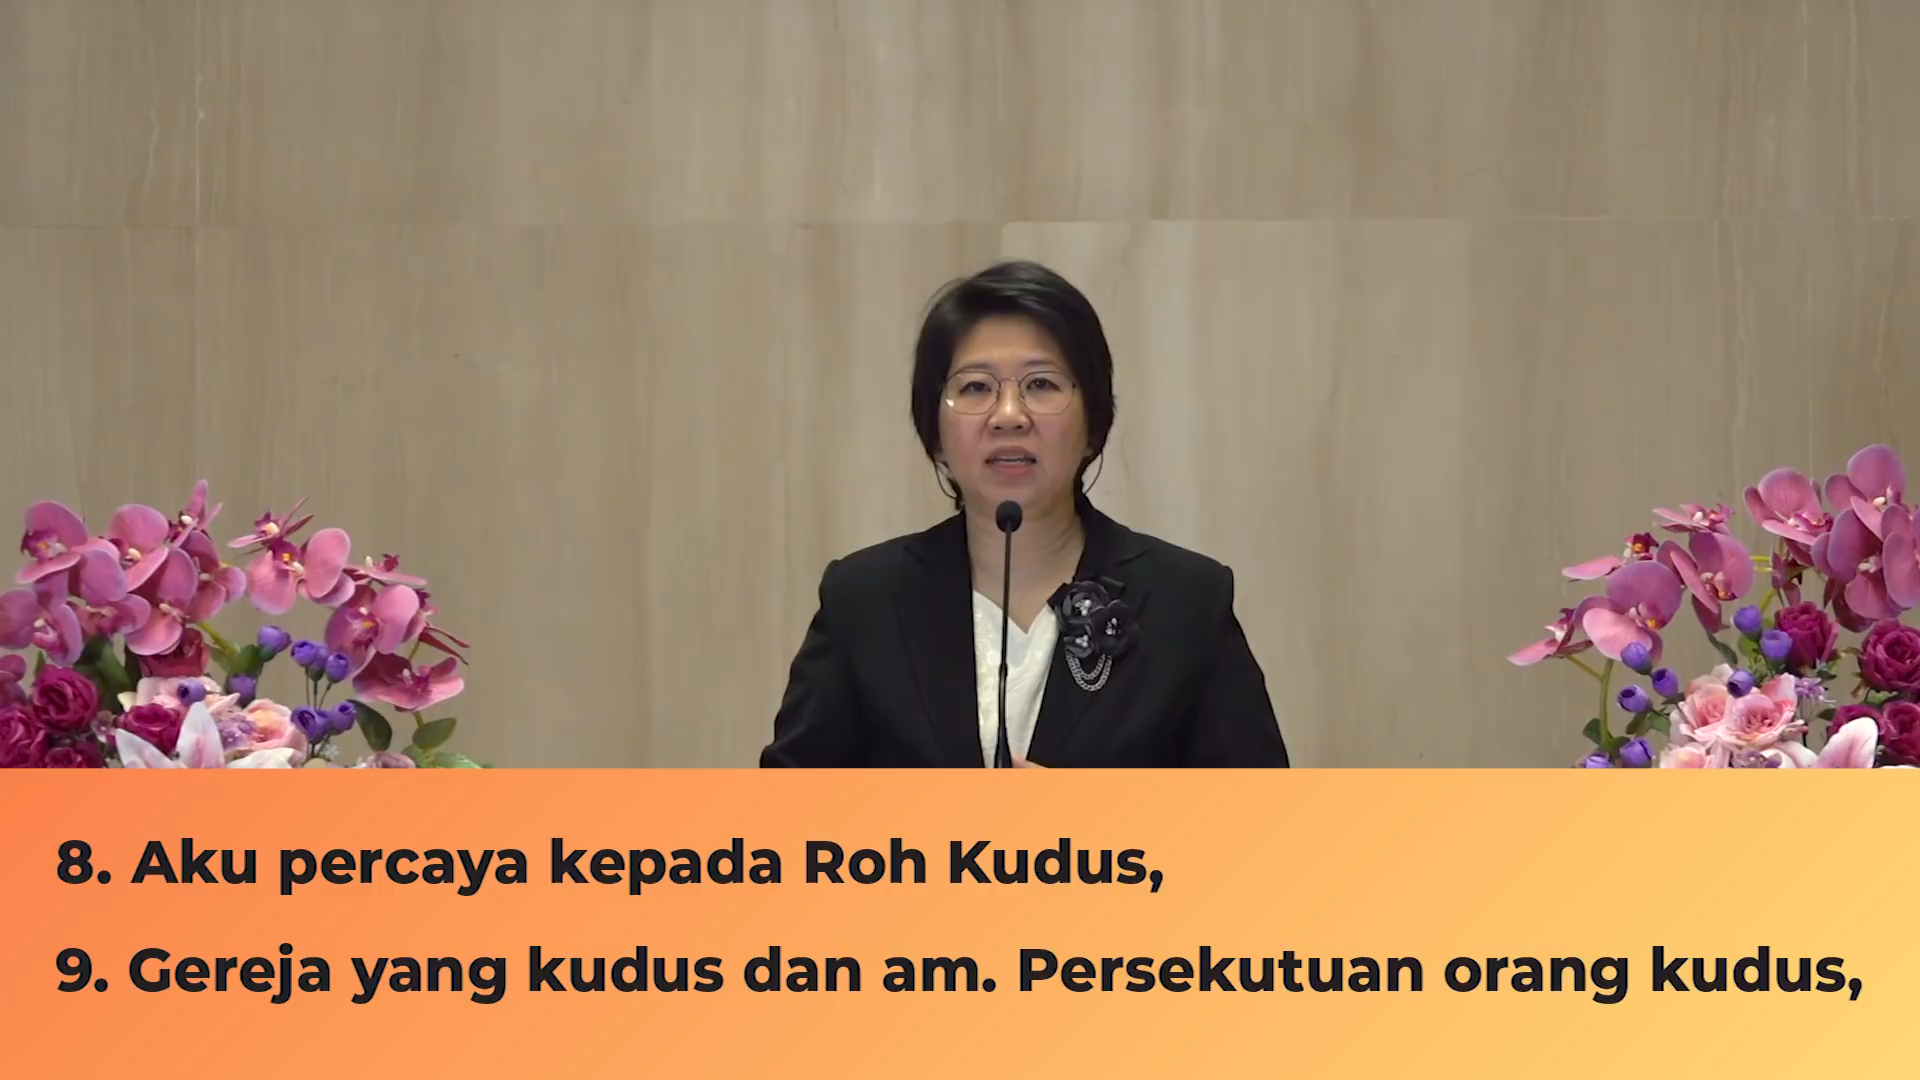 8. Aku percaya kepada Roh Kudus,
9. Gereja yang kudus dan am. Persekutuan orang kudus,